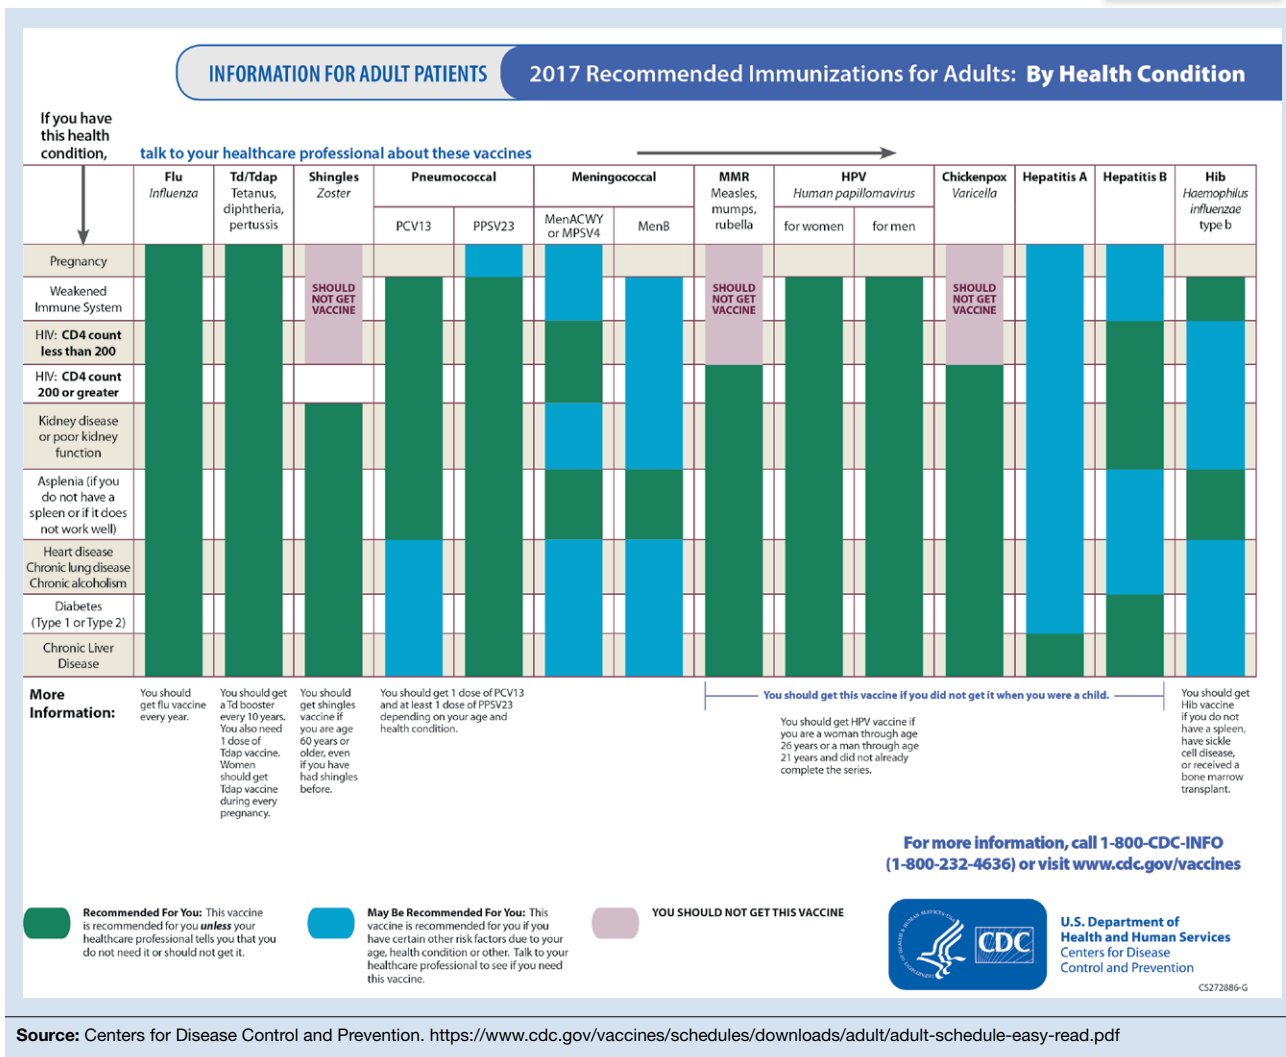 INFORMATION FOR ADULT PATIENTS
2017 Recommended Immunizations for Adults: By Health Condition
If you have
this health
condition,
talk to your healthcare professional about these vaccines
Flu
Influenza
Td/Tdap
Tetanus,
diphtheria,
pertussis
Shingles
Zoster
Pneumococcal
PCV13
PPSV23
Meningococcal
MenACWY
or MPSV4
MenB
MMR
Measles,
mumps,
rubella
HPV
Human papillomavirus
for women
for men
Chickenpox
Varicella
Hepatitis A
Hepatitis B
Hib
Haemophilus
influenzae
type b
Pregnancy
Weakened
Immune System
HIV: CD4 count
less than 200
HIV: CD4 count
200 or greater
Kidney disease
or poor kidney
function
Asplenia (if you
do not have a
spleen or if it does
not work well)
Heart disease
Chronic lung disease
Chronic alcoholism
Diabetes
(Type 1 or Type 2)
Chronic Liver
Disease
SHOULD
NOT GET
VACCINE
SHOULD
NOT GET
VACCINE
SHOULD
NOT GET
VACCINE
More
Information:
You should
get flu vaccine
every year.
You should get
a Td booster
every 10 years.
You also need
1 dose of
Tdap vaccine.
Women
should get
Tdap vaccine
during every
pregnancy.
You should
get shingles
vaccine if
you are age
60 years or
older, even
if you have
had shingles
before.
You should get 1 dose of PCV13
and at least 1 dose of PPSV23
depending on your age and
health condition.
You should get this vaccine if you did not get it when you were a child.
You should get HPV vaccine if
you are a woman through age
26 years or a man through age
21 years and did not already
complete the series.
You should get
Hib vaccine
if you do not
have a spleen,
have sickle
cell disease,
or received a
bone marrow
transplant.
For more information, call 1-800-CDC-INFO
(1-800-232-4636) or visit www.cdc.gov/vaccines
Recommended For You: This vaccine
is recommended for you unless your
healthcare professional tells you that you
do not need it or should not get it.
May Be Recommended For You: This
vaccine is recommended for you if you
have certain other risk factors due to your
age, health condition or other. Talk to your
healthcare professional to see if you need
this vaccine.
YOU SHOULD NOT GET THIS VACCINE
CDC
U.S. Department of
Health and Human Services
Centers for Disease
Control and Prevention
CS272886-G
Source: Centers for Disease Control and Prevention. https://www.cdc.gov/vaccines/schedules/downloads/adult/adult-schedule-easy-read.pdf